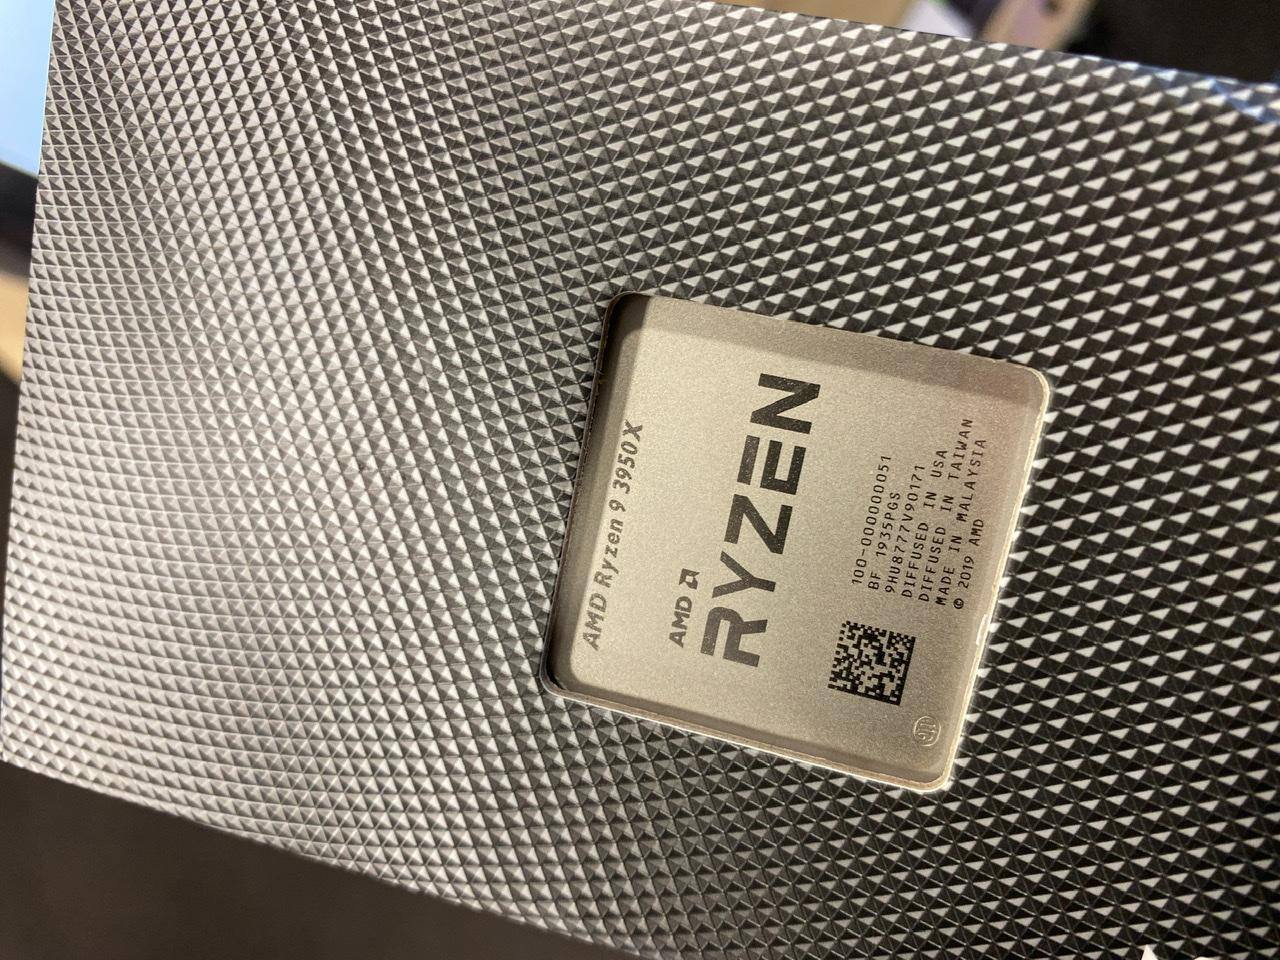 AMD Ryzen 9 3950X
AMD
RYZEN
100-000000051
BF 1935PGS
9HU8777V90171
DIFFUSED IN USA
DIFFUSED IN TAIWAN
MADE IN MALAYSIA
© 2019 AMD